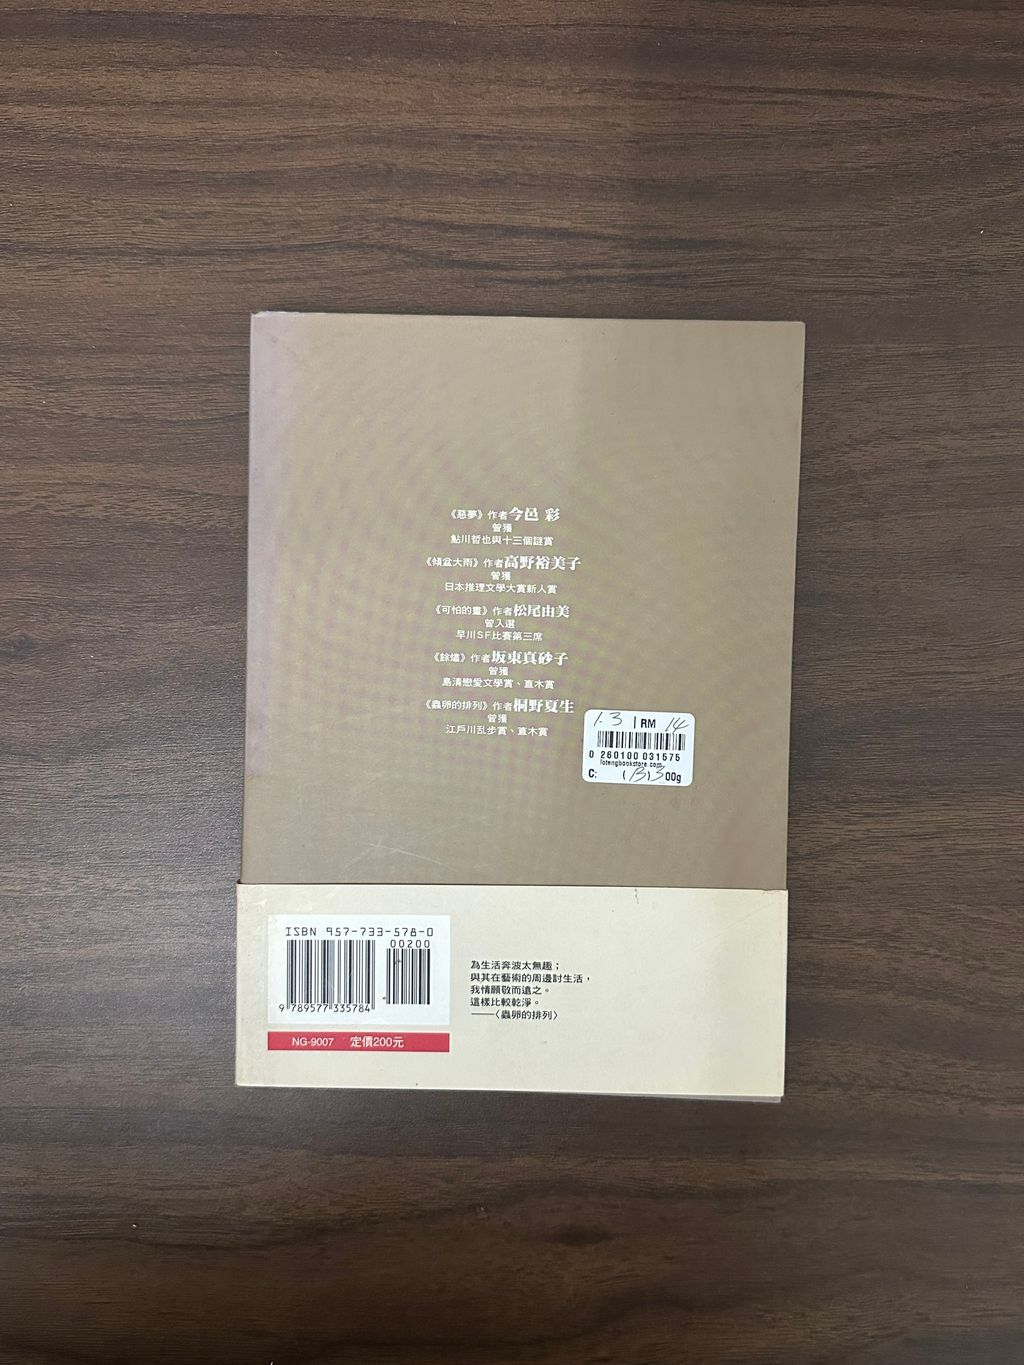 《惡夢》作者今邑 彩
曾獲
鮎川哲也與十三個謎賞
《傾盆大雨》作者高野裕美子
曾獲
日本推理文學大賞新人賞
《可怕的畫》作者松尾由美
曾入選
早川SF比賽第三席
《餘燼》作者坂東真砂子
曾獲
島清戀愛文學賞、直木賞
《蟲卵的排列》作者桐野夏生
曾獲
江戶川乱步賞、直木賞
1.3 | RM 14
0 260100 031575
lotengbookstore.com
C: 00g
ISBN 957-733-578-0
00200
9 789577 335784
NG-9007 定價200元
為生活奔波太無趣；
與其在藝術的周邊討生活，
我情願敬而遠之。
這樣比較乾淨。
——〈蟲卵的排列〉